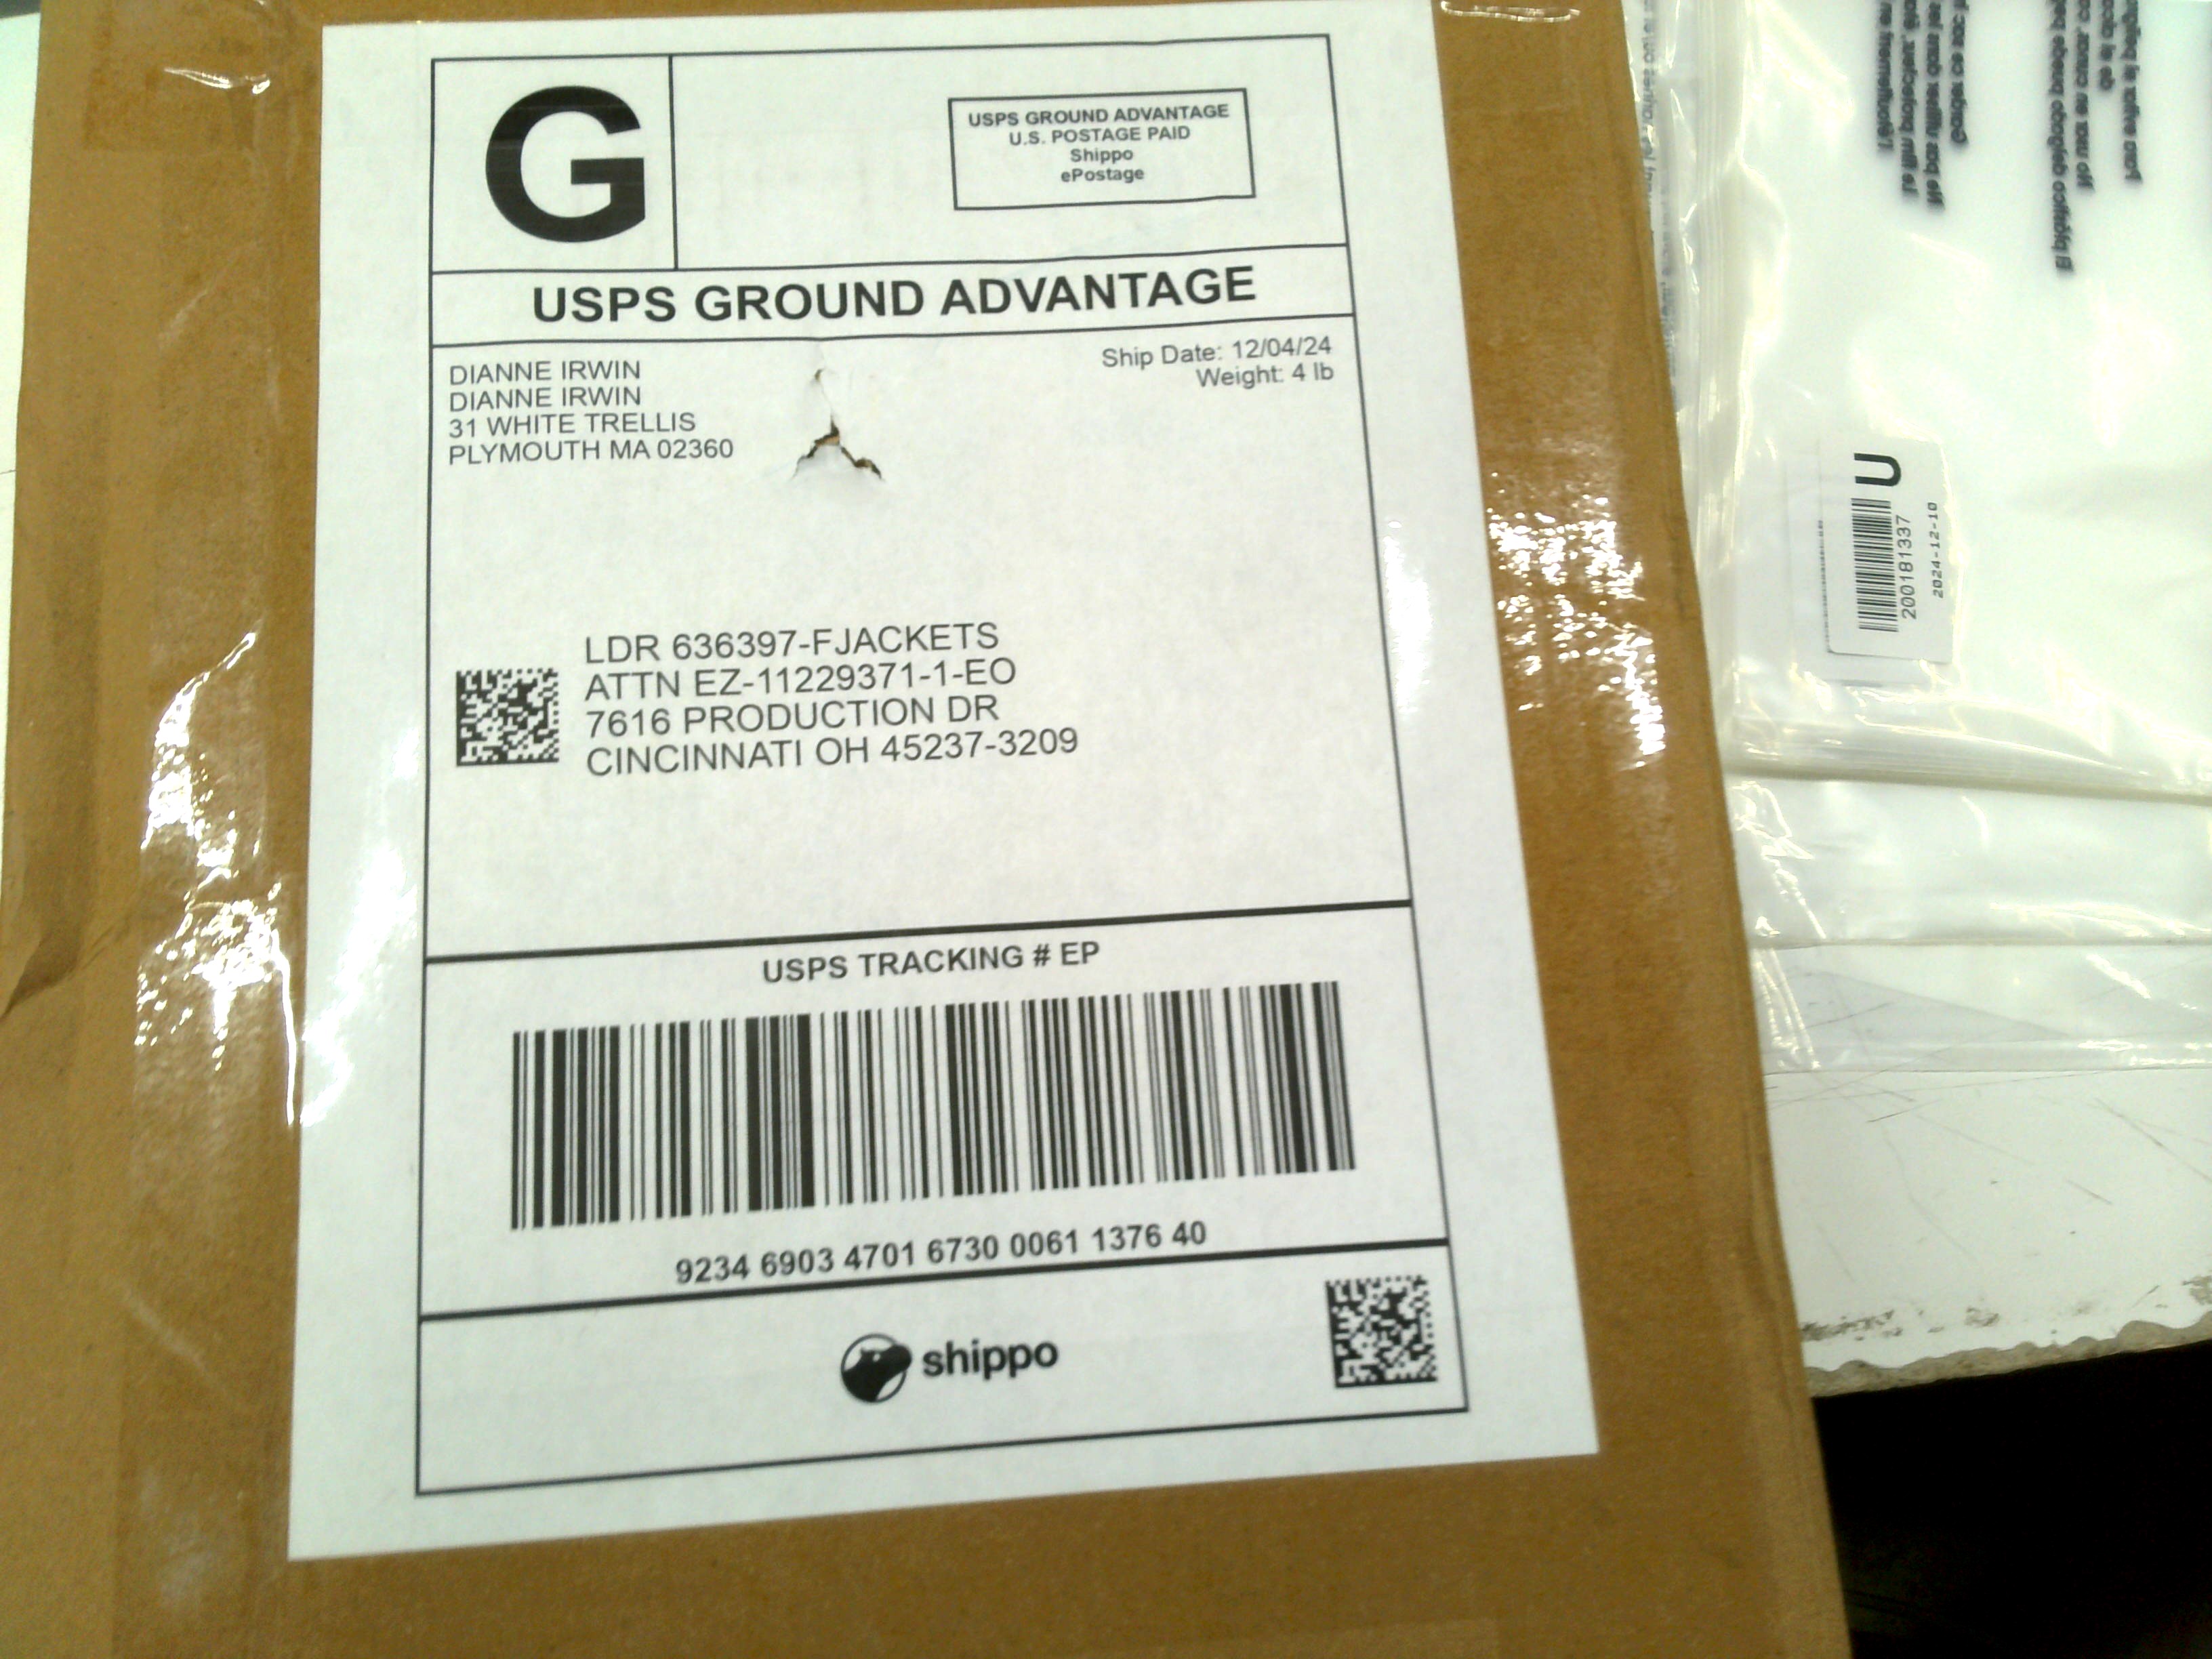 G
USPS GROUND ADVANTAGE
U.S. POSTAGE PAID
Shippo
ePostage
USPS GROUND ADVANTAGE
DIANNE IRWIN
DIANNE IRWIN
31 WHITE TRELLIS
PLYMOUTH MA 02360
Ship Date: 12/04/24
Weight: 4 lb
LDR 636397-FJACKETS
ATTN EZ-11229371-1-EO
7616 PRODUCTION DR
CINCINNATI OH 45237-3209
USPS TRACKING # EP
9234 6903 4701 6730 0061 1376 40
shippo
U
200181337
2024-12-10